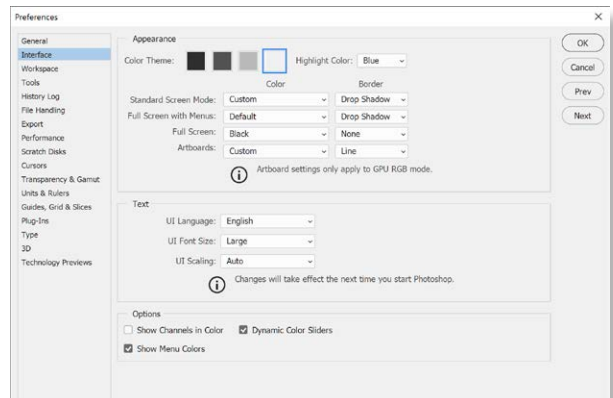 Preferences
General
Interface
Workspace
Tools
History Log
File Handling
Export
Performance
Scratch Disks
Cursors
Transparency & Gamut
Units & Rulers
Guides, Grid & Slices
Plug-Ins
Type
3D
Technology Previews
Appearance
Color Theme: Highlight Color: Blue
Color Border
Standard Screen Mode: Custom Drop Shadow
Full Screen with Menus: Default Drop Shadow
Full Screen: Black None
Artboards: Custom Line
Artboard settings only apply to GPU RGB mode.
Text
UI Language: English
UI Font Size: Large
UI Scaling: Auto
Changes will take effect the next time you start Photoshop.
Options
Show Channels in Color Dynamic Color Sliders
Show Menu Colors
OK
Cancel
Prev
Next